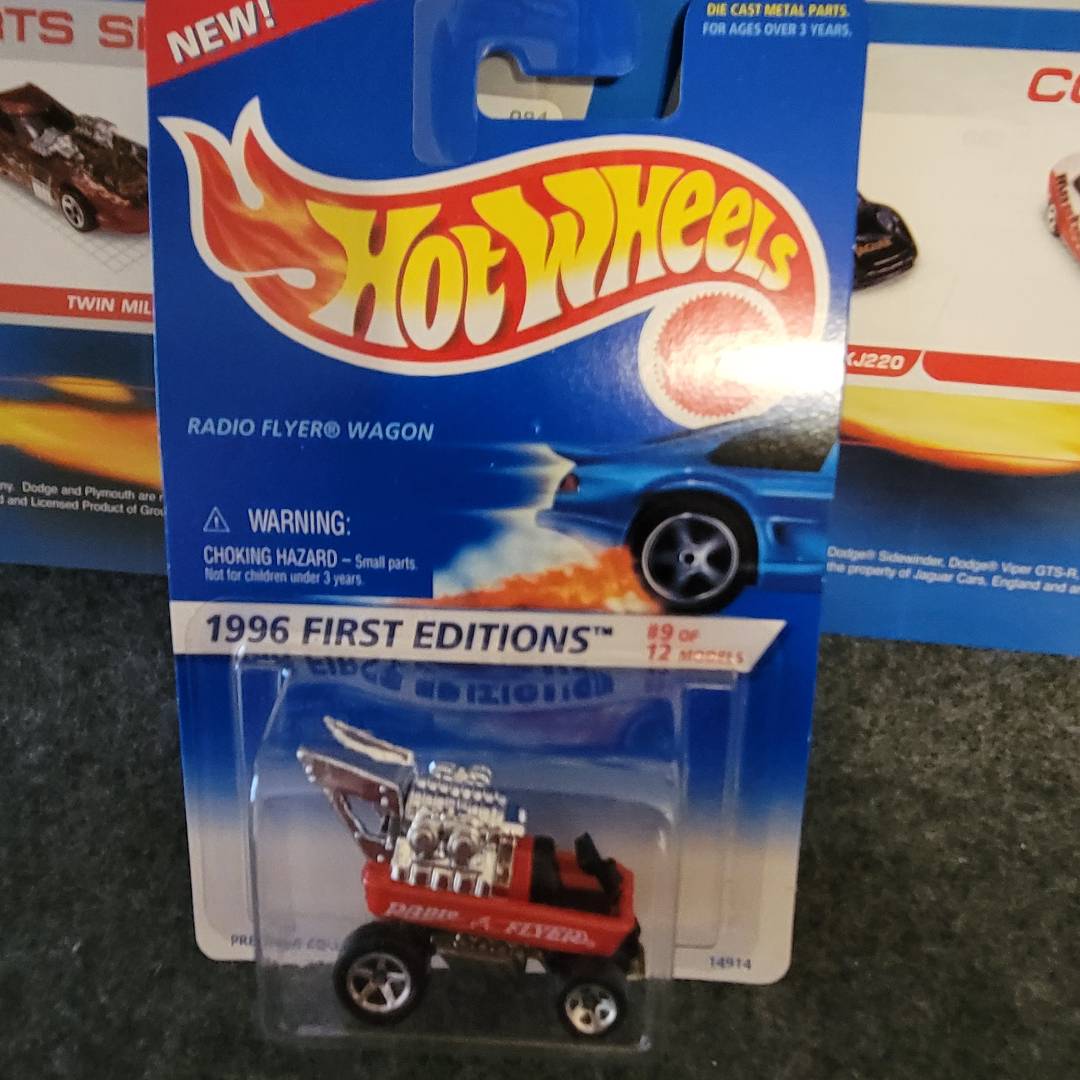 NEW!
DIE CAST METAL PARTS.
FOR AGES OVER 3 YEARS.
HOT WHEELS
RADIO FLYER® WAGON
WARNING:
CHOKING HAZARD – Small parts.
Not for children under 3 years.
1996 FIRST EDITIONS™
#9 OF
12 MODELS
RADIO FLYER
14914
TWIN MIL
ny. Dodge and Plymouth are r
d and Licensed Product of Grou
XJ220
Dodge® Sidewinder, Dodge® Viper GTS-R,
the property of Jaguar Cars, England and a